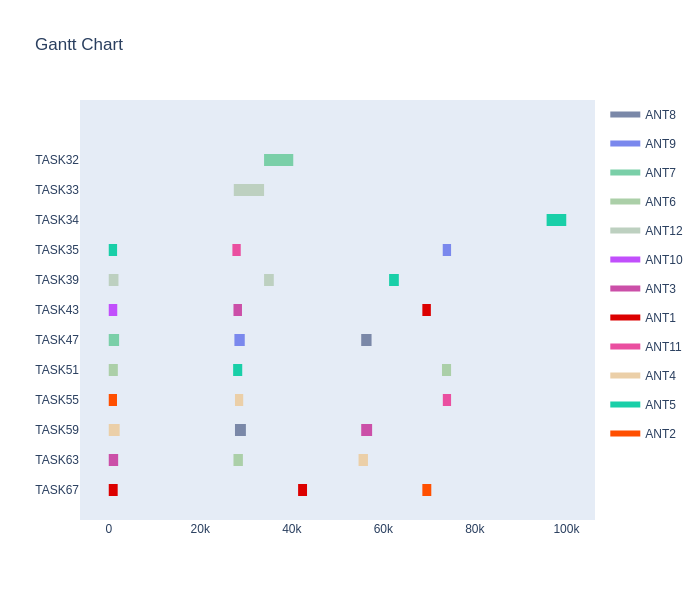 Gantt Chart
TASK32
TASK33
TASK34
TASK35
TASK39
TASK43
TASK47
TASK51
TASK55
TASK59
TASK63
TASK67
0 20k 40k 60k 80k 100k
ANT8
ANT9
ANT7
ANT6
ANT12
ANT10
ANT3
ANT1
ANT11
ANT4
ANT5
ANT2